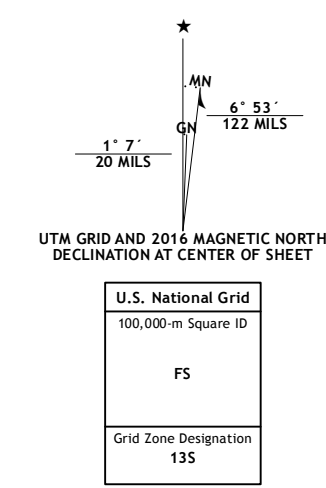 ★
MN
GN
6° 53´
122 MILS
1° 7´
20 MILS
UTM GRID AND 2016 MAGNETIC NORTH
DECLINATION AT CENTER OF SHEET
U.S. National Grid
100,000-m Square ID
FS
Grid Zone Designation
13S